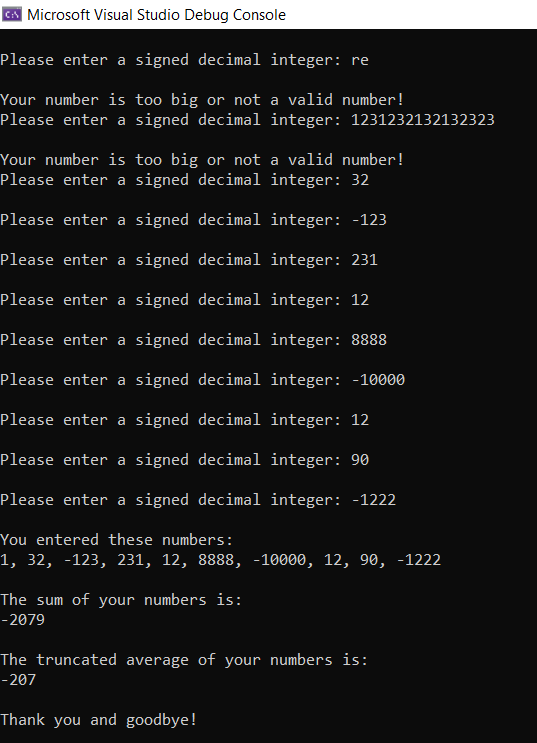 Microsoft Visual Studio Debug Console
Please enter a signed decimal integer: re
Your number is too big or not a valid number!
Please enter a signed decimal integer: 1231232132132323
Your number is too big or not a valid number!
Please enter a signed decimal integer: 32
Please enter a signed decimal integer: -123
Please enter a signed decimal integer: 231
Please enter a signed decimal integer: 12
Please enter a signed decimal integer: 8888
Please enter a signed decimal integer: -10000
Please enter a signed decimal integer: 12
Please enter a signed decimal integer: 90
Please enter a signed decimal integer: -1222
You entered these numbers:
1, 32, -123, 231, 12, 8888, -10000, 12, 90, -1222
The sum of your numbers is:
-2079
The truncated average of your numbers is:
-207
Thank you and goodbye!